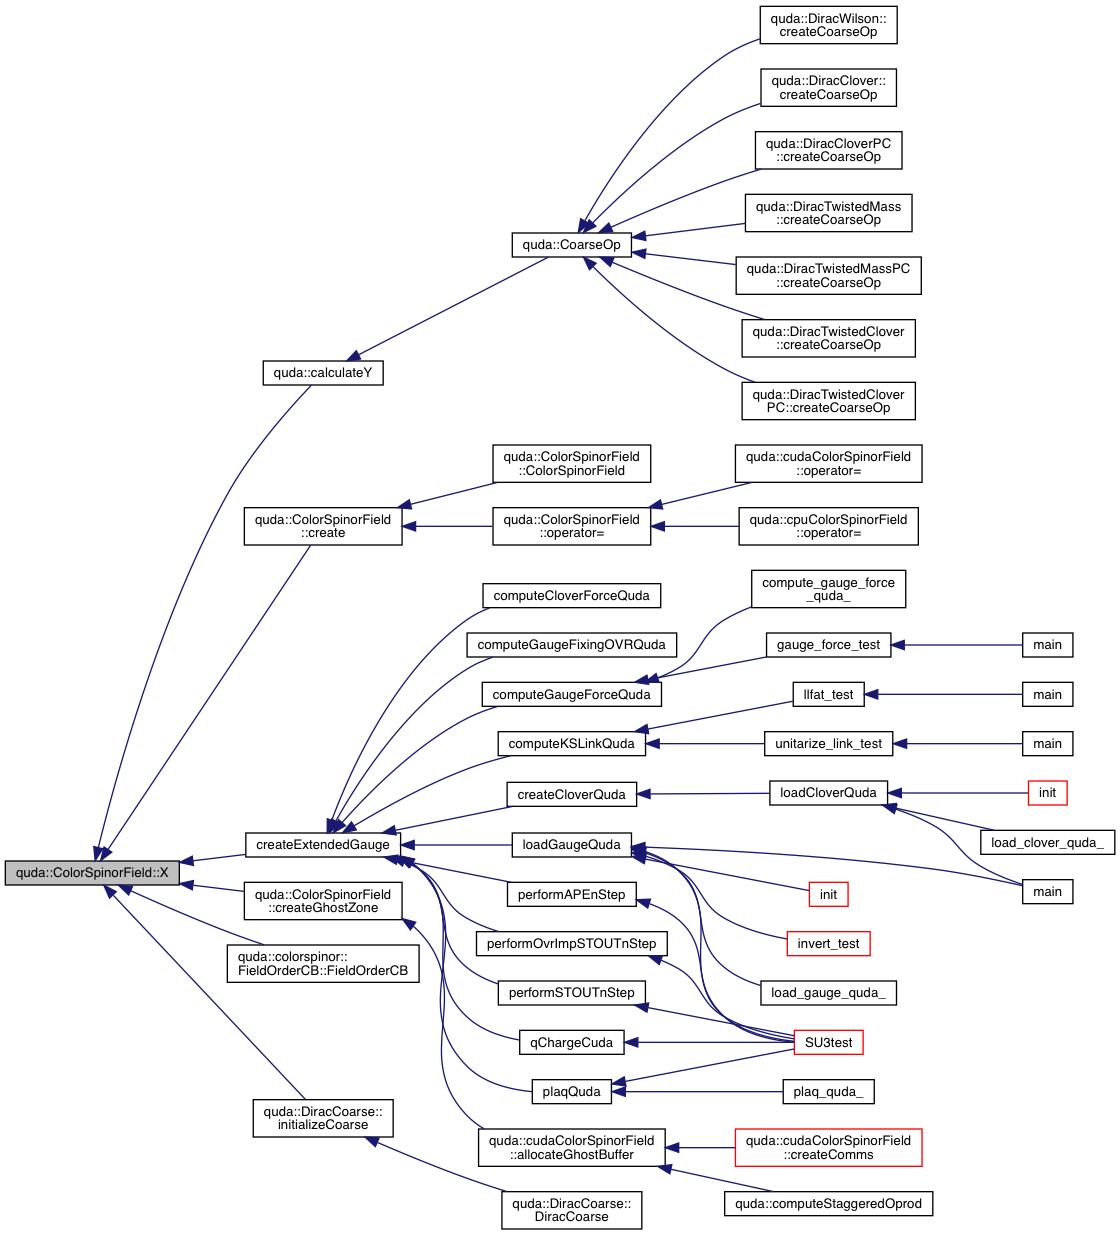 quda::DiracWilson::
createCoarseOp
quda::DiracClover::
createCoarseOp
quda::DiracCloverPC
::createCoarseOp
quda::DiracTwistedMass
::createCoarseOp
quda::CoarseOp
quda::DiracTwistedMassPC
::createCoarseOp
quda::DiracTwistedClover
::createCoarseOp
quda::calculateY
quda::DiracTwistedClover
PC::createCoarseOp
quda::ColorSpinorField
::ColorSpinorField
quda::cudaColorSpinorField
::operator=
quda::ColorSpinorField
::create
quda::ColorSpinorField
::operator=
quda::cpuColorSpinorField
::operator=
computeCloverForceQuda
compute_gauge_force
_quda_
computeGaugeFixingOVRQuda
gauge_force_test
main
computeGaugeForceQuda
llfat_test
main
computeKSLinkQuda
unitarize_link_test
main
createCloverQuda
loadCloverQuda
init
createExtendedGauge
loadGaugeQuda
load_clover_quda_
quda::ColorSpinorField::X
quda::ColorSpinorField
::createGhostZone
performAPEnStep
init
main
quda::colorspinor::
FieldOrderCB::FieldOrderCB
performOvrImpSTOUTnStep
invert_test
performSTOUTnStep
load_gauge_quda_
qChargeCuda
SU3test
plaqQuda
plaq_quda_
quda::DiracCoarse::
initializeCoarse
quda::cudaColorSpinorField
::allocateGhostBuffer
quda::cudaColorSpinorField
::createComms
quda::DiracCoarse::
DiracCoarse
quda::computeStaggeredOprod